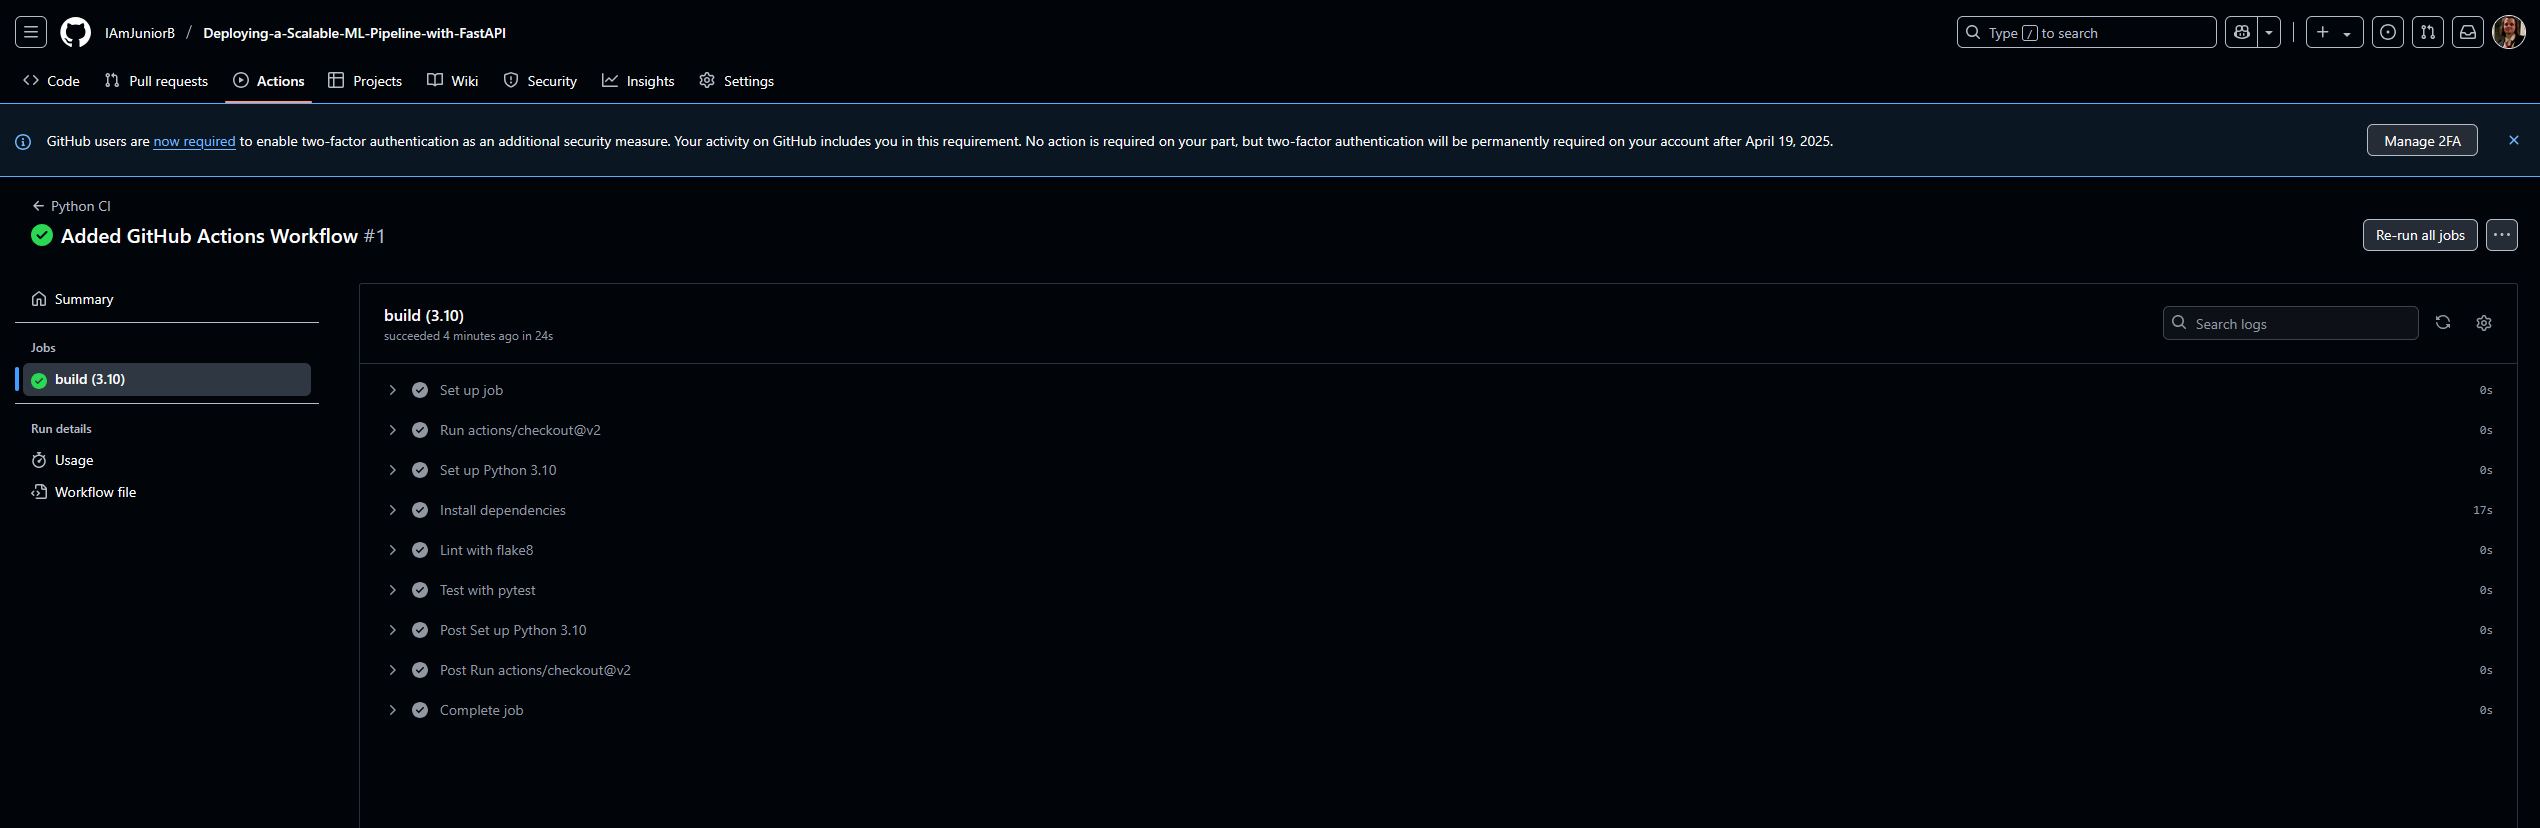 IAmJuniorB / Deploying-a-Scalable-ML-Pipeline-with-FastAPI
Type / to search
Code Pull requests Actions Projects Wiki Security Insights Settings
GitHub users are now required to enable two-factor authentication as an additional security measure. Your activity on GitHub includes you in this requirement. No action is required on your part, but two-factor authentication will be permanently required on your account after April 19, 2025.
Manage 2FA
Python CI
Added GitHub Actions Workflow #1
Re-run all jobs
Summary
Jobs
build (3.10)
Run details
Usage
Workflow file
build (3.10)
succeeded 4 minutes ago in 24s
Search logs
Set up job 0s
Run actions/checkout@v2 0s
Set up Python 3.10 0s
Install dependencies 17s
Lint with flake8 0s
Test with pytest 0s
Post Set up Python 3.10 0s
Post Run actions/checkout@v2 0s
Complete job 0s